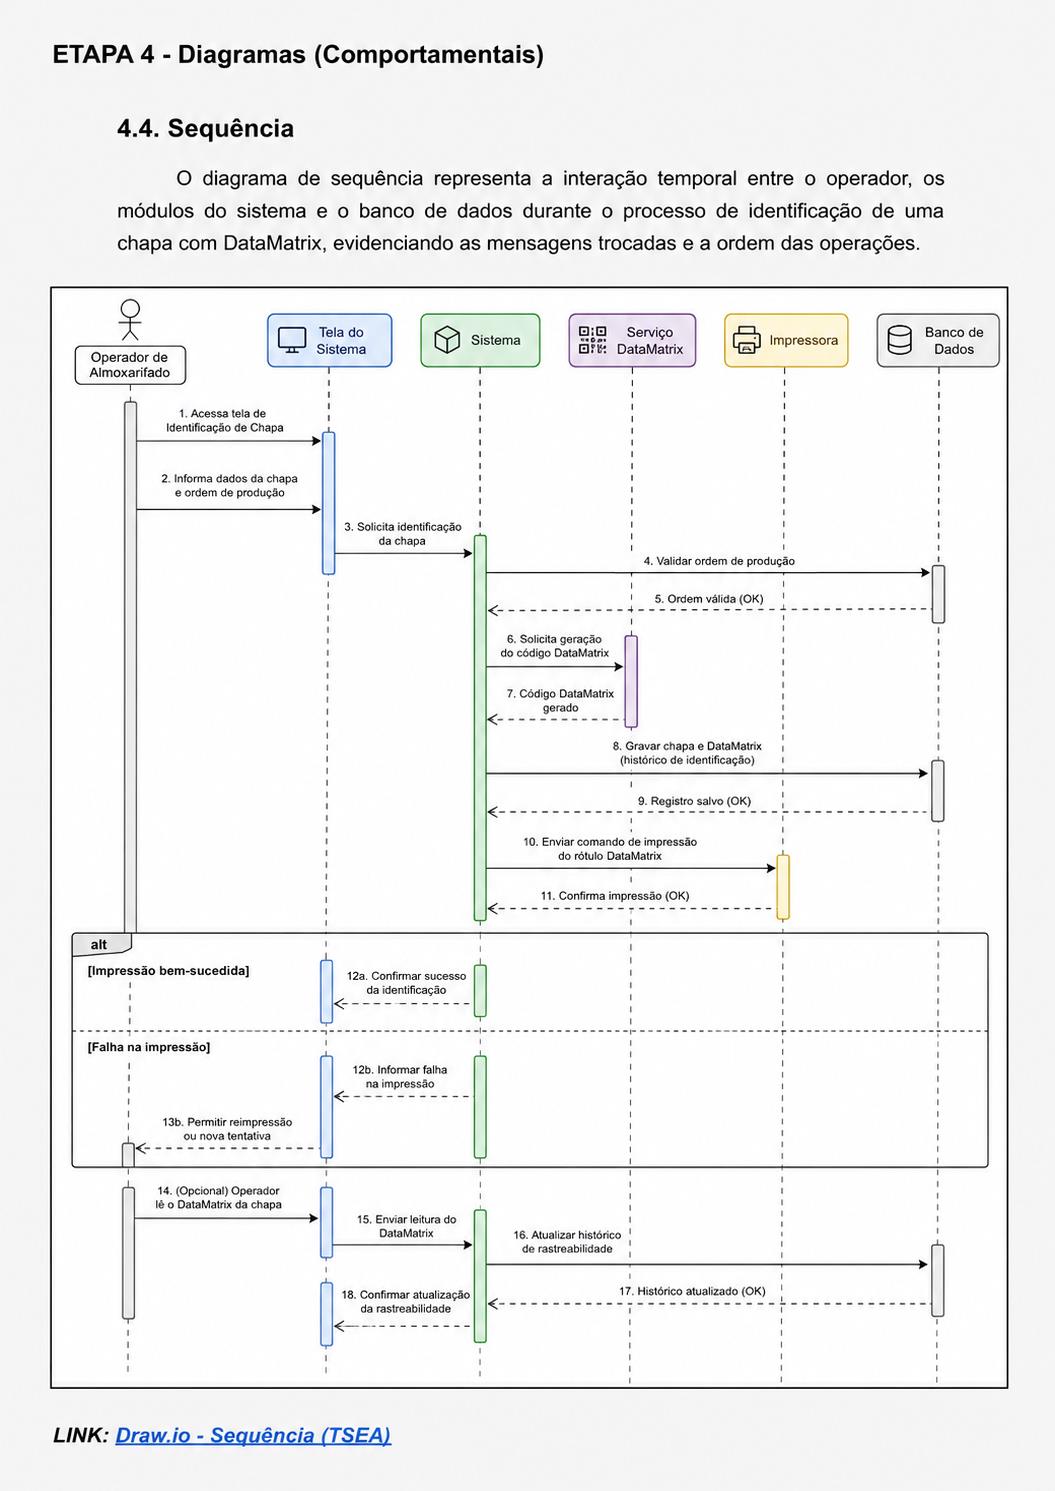 ETAPA 4 - Diagramas (Comportamentais)
4.4. Sequência
O diagrama de sequência representa a interação temporal entre o operador, os
módulos do sistema e o banco de dados durante o processo de identificação de uma
chapa com DataMatrix, evidenciando as mensagens trocadas e a ordem das operações.
Operador de
Almoxarifado
Tela do
Sistema
Sistema
Serviço
DataMatrix
Impressora
Banco de
Dados
1. Acessa tela de
Identificação de Chapa
2. Informa dados da chapa
e ordem de produção
3. Solicita identificação
da chapa
4. Validar ordem de produção
5. Ordem válida (OK)
6. Solicita geração
do código DataMatrix
7. Código DataMatrix
gerado
8. Gravar chapa e DataMatrix
(histórico de identificação)
9. Registro salvo (OK)
10. Enviar comando de impressão
do rótulo DataMatrix
11. Confirma impressão (OK)
alt
[Impressão bem-sucedida]
12a. Confirmar sucesso
da identificação
[Falha na impressão]
12b. Informar falha
na impressão
13b. Permitir reimpressão
ou nova tentativa
14. (Opcional) Operador
lê o DataMatrix da chapa
15. Enviar leitura do
DataMatrix
16. Atualizar histórico
de rastreabilidade
17. Histórico atualizado (OK)
18. Confirmar atualização
da rastreabilidade
LINK: Draw.io - Sequência (TSEA)